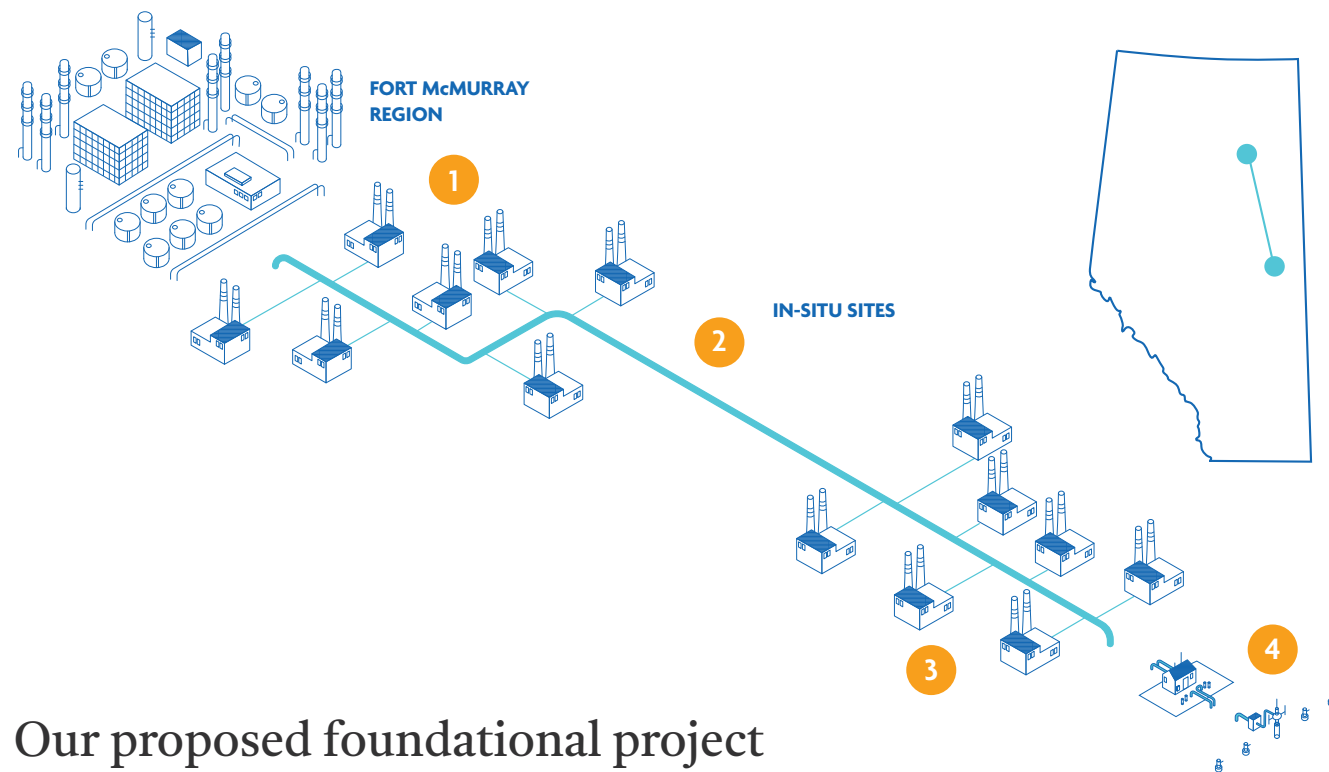 FORT McMURRAY
REGION
1
IN-SITU SITES
2
3
4
Our proposed foundational project